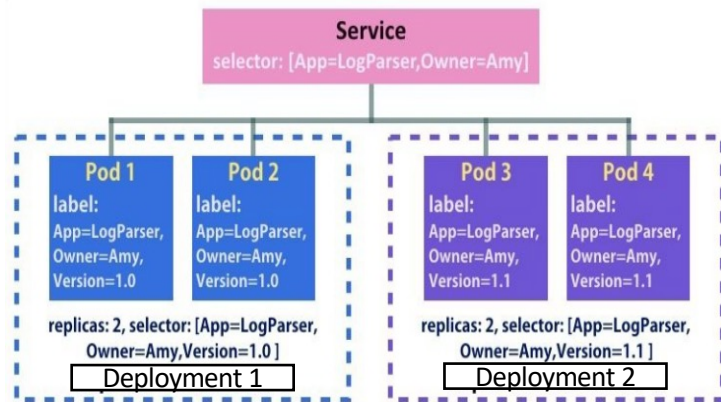 Service
selector: [App=LogParser,Owner=Amy]
Pod 1
label:
App=LogParser,
Owner=Amy,
Version=1.0
Pod 2
label:
App=LogParser,
Owner=Amy,
Version=1.0
Pod 3
label:
App=LogParser,
Owner=Amy,
Version=1.1
Pod 4
label:
App=LogParser,
Owner=Amy,
Version=1.1
replicas: 2, selector: [App=LogParser,
Owner=Amy,Version=1.0 ]
Deployment 1
replicas: 2, selector: [App=LogParser,
Owner=Amy,Version=1.1 ]
Deployment 2